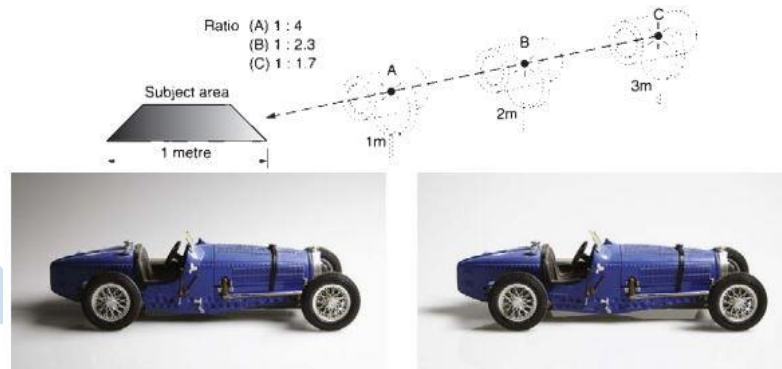 Ratio (A) 1 : 4
(B) 1 : 2.3
(C) 1 : 1.7
C
B
A
3m
2m
1m
Subject area
1 metre